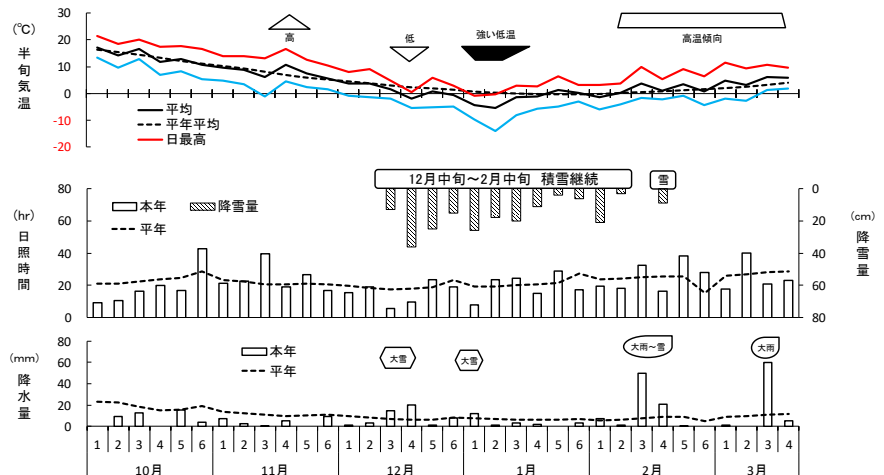 (℃)
半旬気温
30
20
10
0
-10
-20
高
低
強い低温
高温傾向
平均
平年平均
日最高
(hr)
日照時間
80
60
40
20
0
本年
降雪量
平年
12月中旬～2月中旬 積雪継続
雪
0
20
40
60
80
(cm)
降雪量
(mm)
降水量
80
60
40
20
0
本年
平年
大雪
大雪
大雨～雪
大雨
1 2 3 4 5 6 1 2 3 4 5 6 1 2 3 4 5 6 1 2 3 4 5 6 1 2 3 4 5 6 1 2 3 4
10月 11月 12月 1月 2月 3月